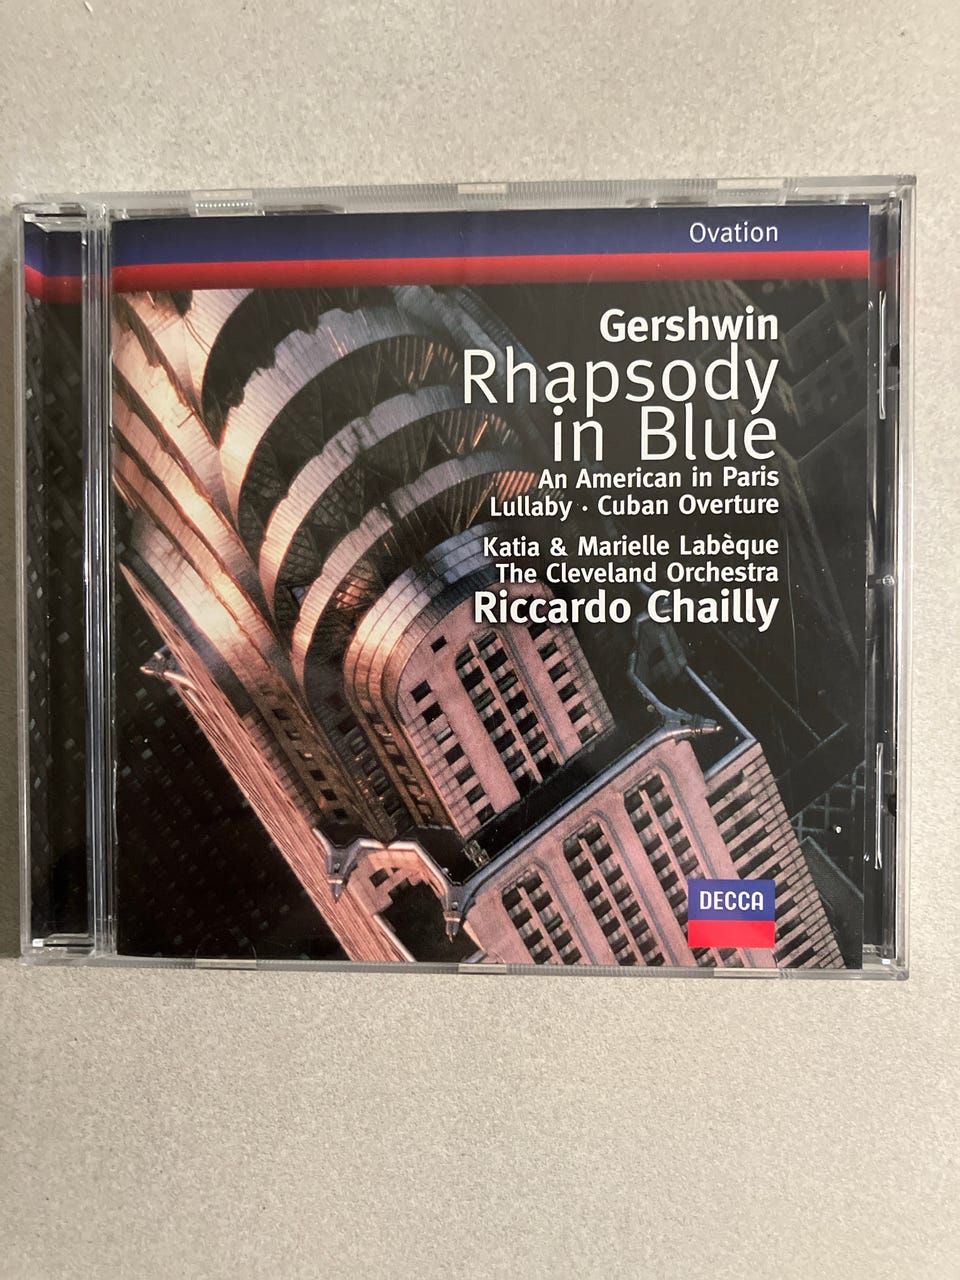 Ovation
Gershwin
Rhapsody
in Blue
An American in Paris
Lullaby · Cuban Overture
Katia & Marielle Labèque
The Cleveland Orchestra
Riccardo Chailly
DECCA